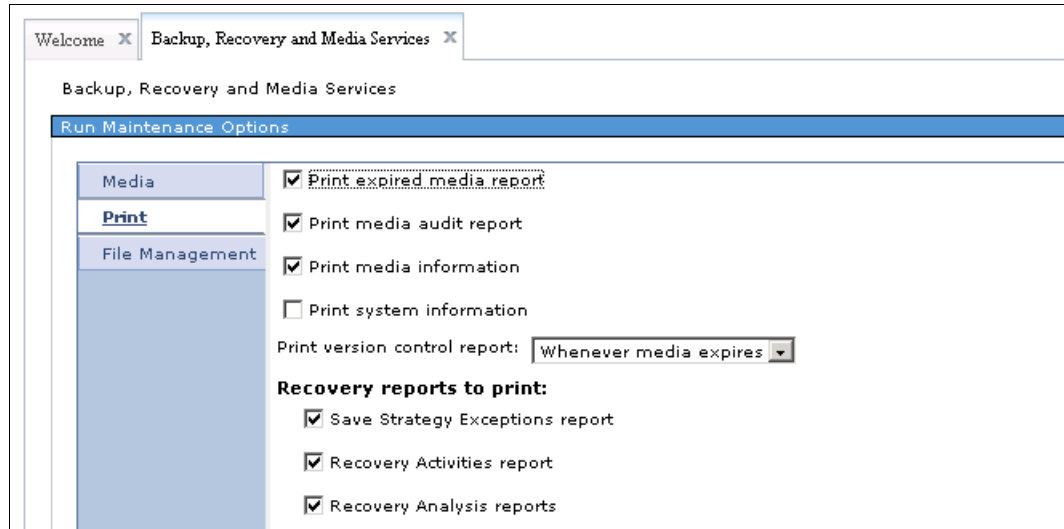 Welcome X Backup, Recovery and Media Services X
Backup, Recovery and Media Services
Run Maintenance Options
Media
Print
File Management
Print expired media report
Print media audit report
Print media information
Print system information
Print version control report: Whenever media expires
Recovery reports to print:
Save Strategy Exceptions report
Recovery Activities report
Recovery Analysis reports